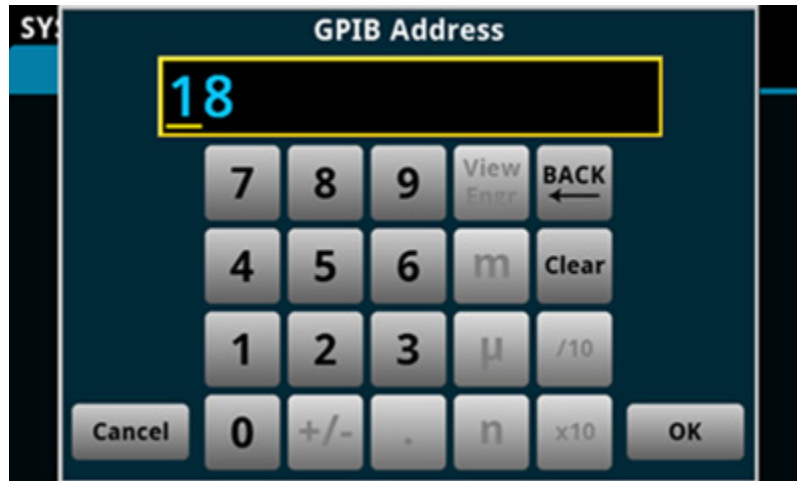 SYS
GPIB Address
18
7 8 9 View Engr BACK
4 5 6 m Clear
1 2 3 µ /10
Cancel 0 +/- . n x10 OK